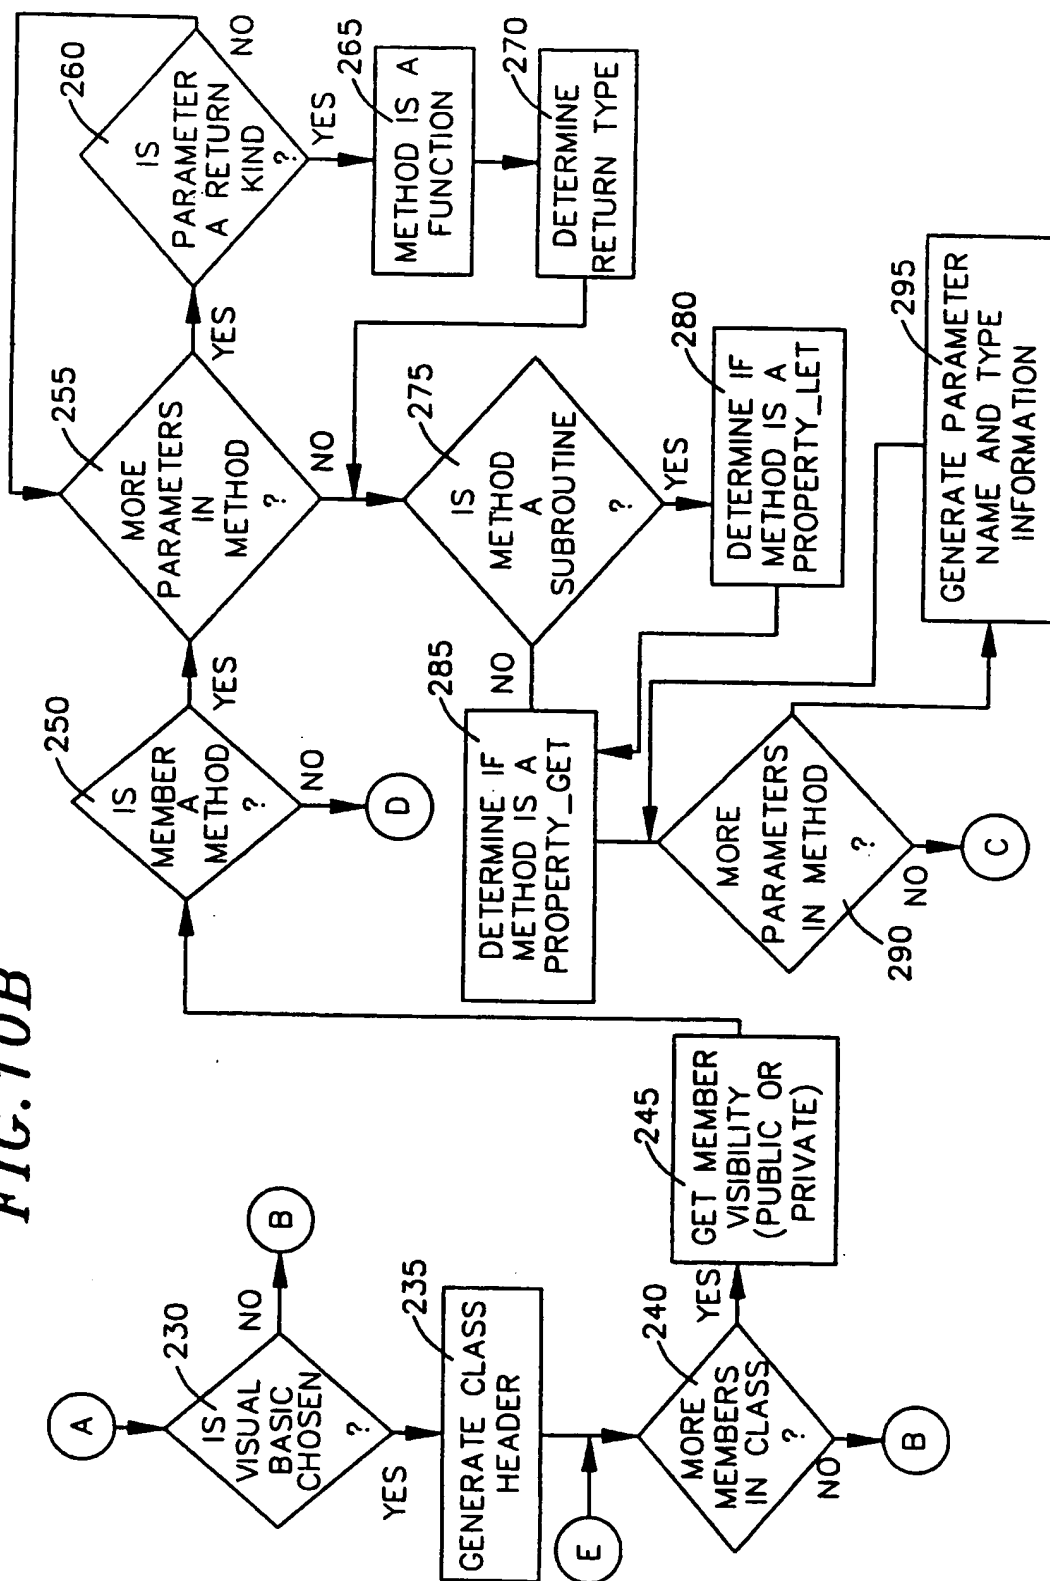 FIG. 10B
A
230
IS
VISUAL
BASIC
CHOSEN
?
NO
B
YES
235
GENERATE CLASS
HEADER
E
240
MORE
MEMBERS
IN CLASS
?
NO
B
YES
245
GET MEMBER
VISIBILITY
(PUBLIC OR
PRIVATE)
250
IS
MEMBER
A
METHOD
?
NO
D
YES
255
MORE
PARAMETERS
IN
METHOD
?
NO
YES
260
IS
PARAMETER
A RETURN
KIND
?
NO
YES
265
METHOD IS A
FUNCTION
270
DETERMINE
RETURN TYPE
275
IS
METHOD
A
SUBROUTINE
?
NO
YES
280
DETERMINE IF
METHOD IS A
PROPERTY_LET
285
DETERMINE IF
METHOD IS A
PROPERTY_GET
290
MORE
PARAMETERS
IN METHOD
?
NO
C
295
GENERATE PARAMETER
NAME AND TYPE
INFORMATION